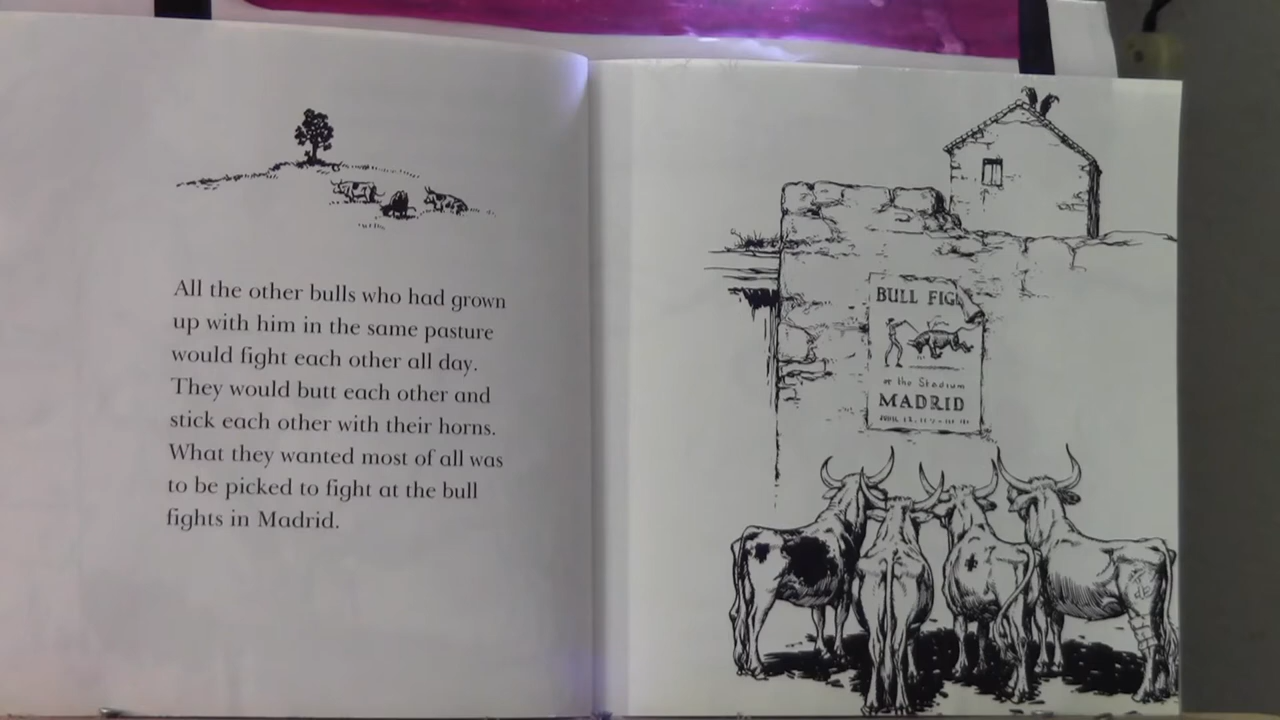 All the other bulls who had grown
up with him in the same pasture
would fight each other all day.
They would butt each other and
stick each other with their horns.
What they wanted most of all was
to be picked to fight at the bull
fights in Madrid.
BULL FIG
the Stadium
MADRID